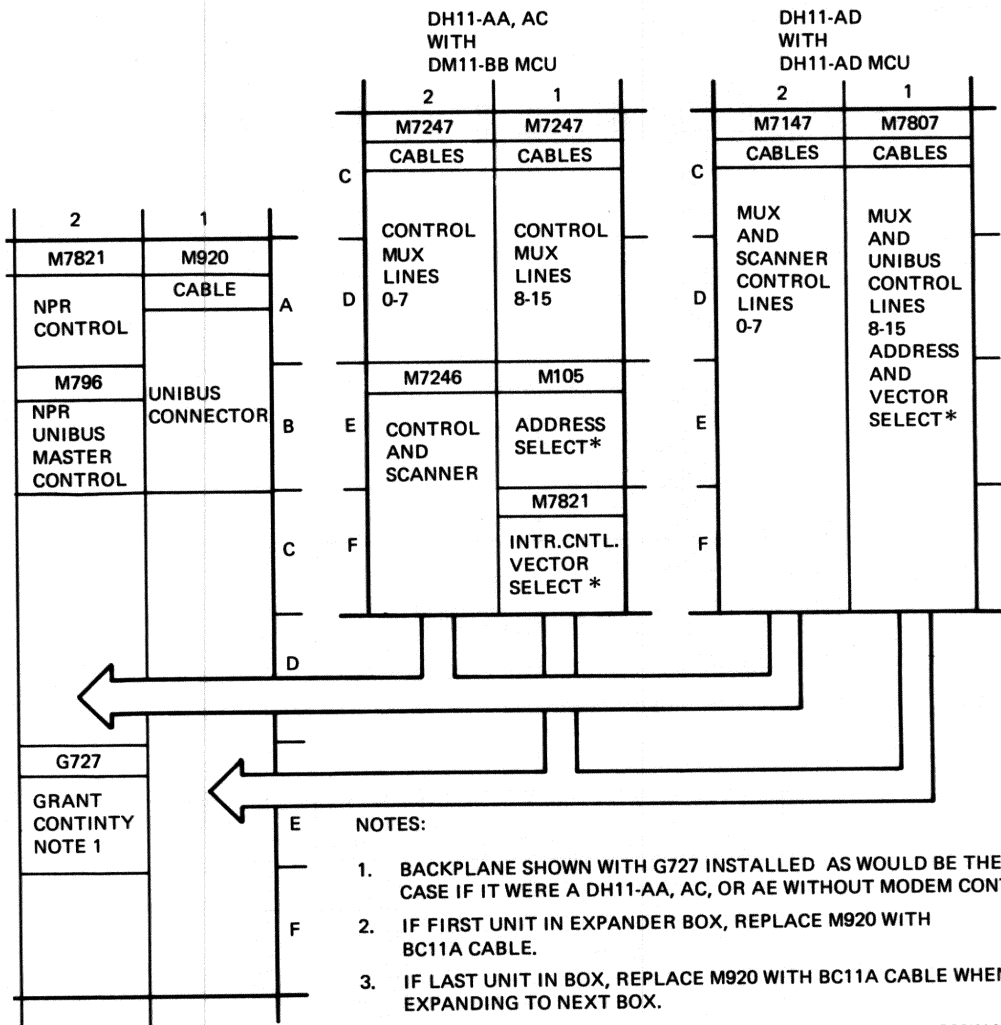 DH11-AA, AC
WITH
DM11-BB MCU
2 1
M7247 M7247
CABLES CABLES
C
CONTROL
MUX
LINES
0-7
CONTROL
MUX
LINES
8-15
D
M7246 M105
E
CONTROL
AND
SCANNER
ADDRESS
SELECT*
M7821
F
INTR.CNTL.
VECTOR
SELECT *
DH11-AD
WITH
DH11-AD MCU
2 1
M7147 M7807
CABLES CABLES
C
MUX
AND
SCANNER
CONTROL
LINES
0-7
MUX
AND
UNIBUS
CONTROL
LINES
8-15
ADDRESS
AND
VECTOR
SELECT*
D
E
F
2 1
M7821 M920
CABLE
NPR
CONTROL
A
M796
NPR
UNIBUS
MASTER
CONTROL
UNIBUS
CONNECTOR
B
C
D
G727
GRANT
CONTINTY
NOTE 1
E
F
NOTES:
1. BACKPLANE SHOWN WITH G727 INSTALLED AS WOULD BE THE
CASE IF IT WERE A DH11-AA, AC, OR AE WITHOUT MODEM CONT
2. IF FIRST UNIT IN EXPANDER BOX, REPLACE M920 WITH
BC11A CABLE.
3. IF LAST UNIT IN BOX, REPLACE M920 WITH BC11A CABLE WHEN
EXPANDING TO NEXT BOX.